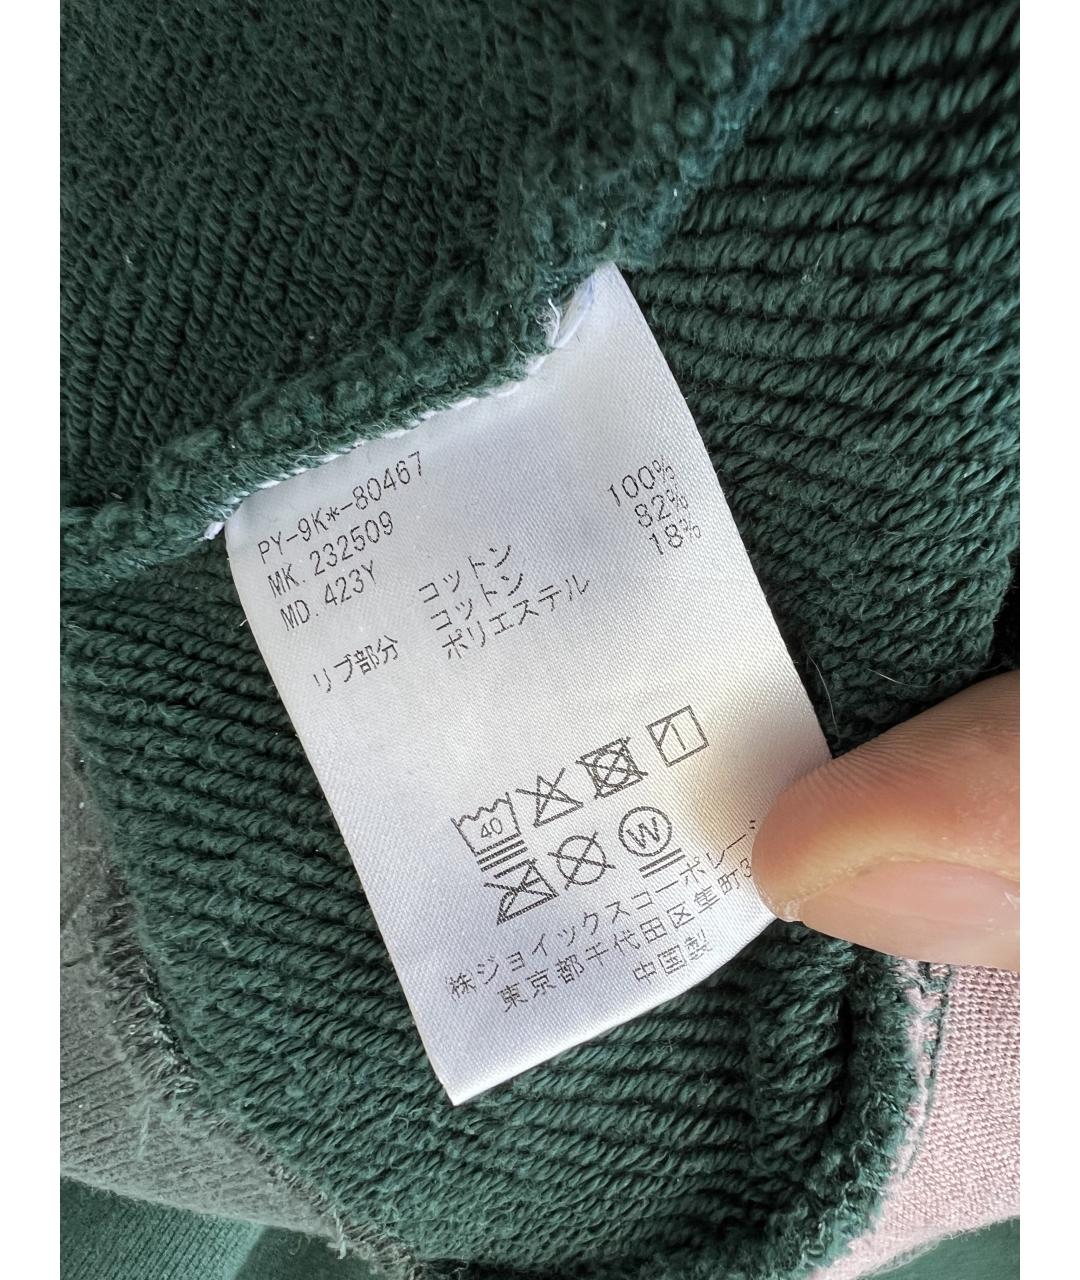 PY-9K*-80467
MK. 232509
MD. 423Y
コットン 100%
リブ部分 コットン 82%
ポリエステル 18%
40
W
株ジョイックスコーポレー
東京都千代田区隼町3
中国製